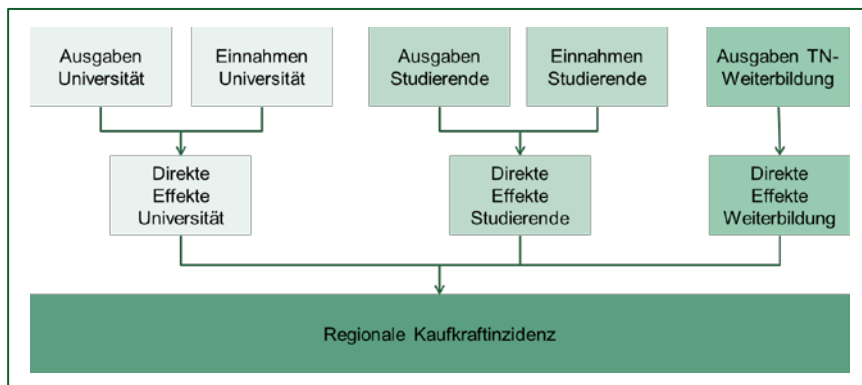 Ausgaben
Universität
Einnahmen
Universität
Ausgaben
Studierende
Einnahmen
Studierende
Ausgaben TN-
Weiterbildung
Direkte
Effekte
Universität
Direkte
Effekte
Studierende
Direkte
Effekte
Weiterbildung
Regionale Kaufkraftinzidenz